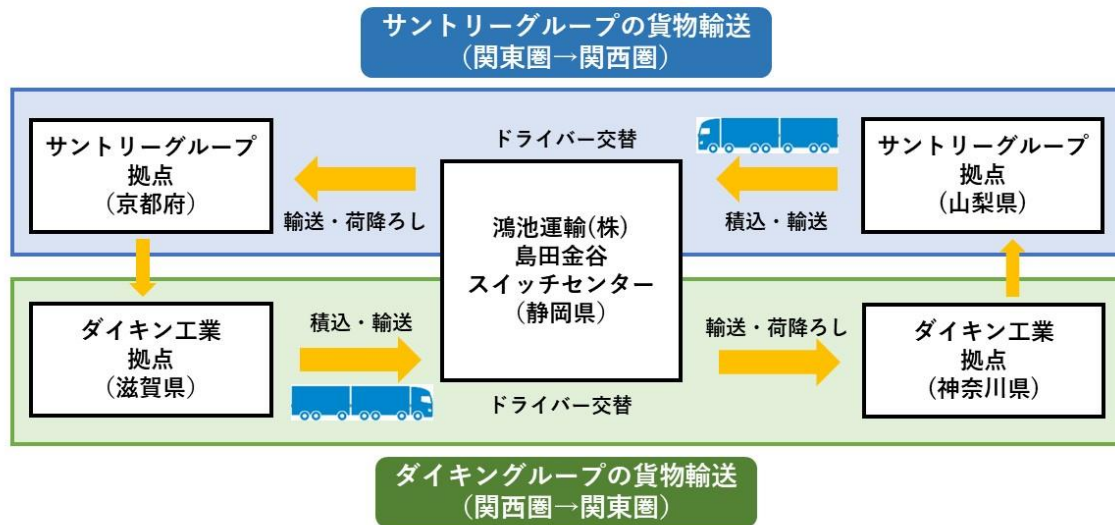 サントリーグループの貨物輸送
（関東圏→関西圏）
サントリーグループ
拠点
（京都府）
輸送・荷降ろし
ドライバー交替
積込・輸送
サントリーグループ
拠点
（山梨県）
鴻池運輸(株)
島田金谷
スイッチセンター
（静岡県）
ダイキン工業
拠点
（滋賀県）
積込・輸送
ドライバー交替
輸送・荷降ろし
ダイキン工業
拠点
（神奈川県）
ダイキングループの貨物輸送
（関西圏→関東圏）